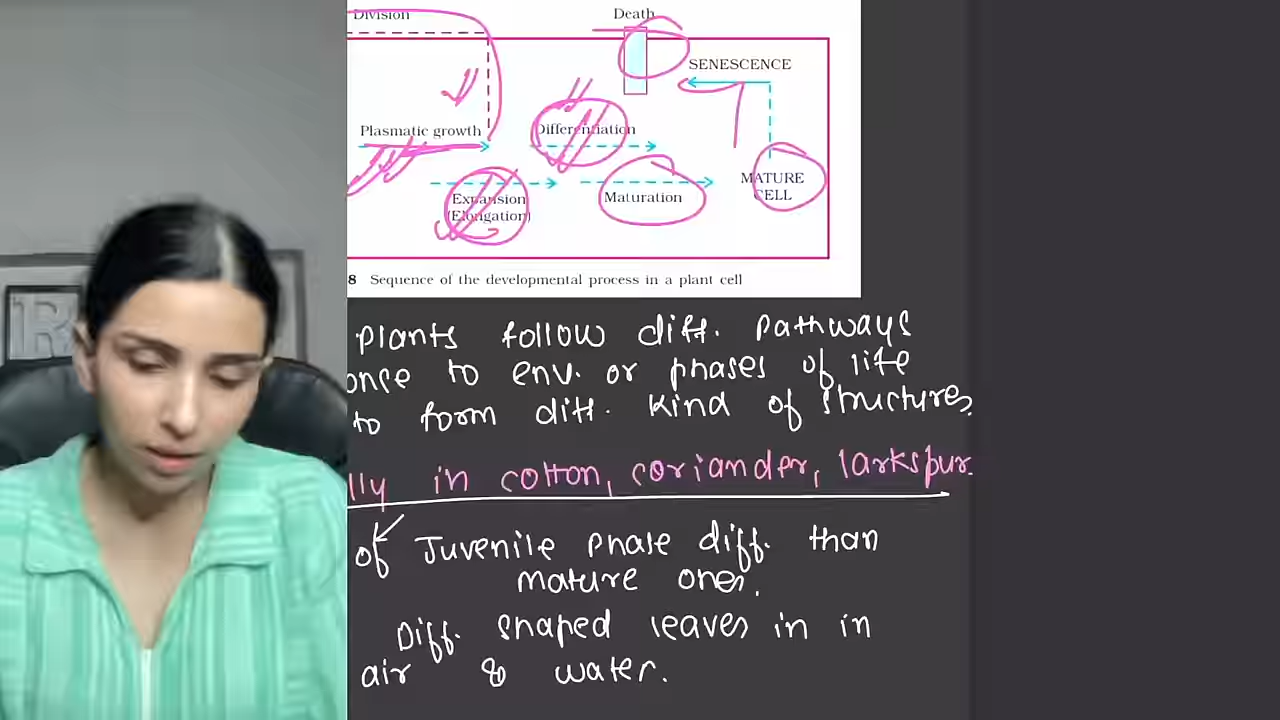 Division
Death
SENESCENCE
Plasmatic growth
Differentiation
Expansion
(Elongation)
Maturation
MATURE
CELL
8 Sequence of the developmental process in a plant cell
plants follow diff. pathways
onse to env. or phases of life
to form diff. kind of structures.
lly in cotton, coriander, larkspur.
of Juvenile phase diff. than
mature ones.
Diff. shaped leaves in in
air & water.